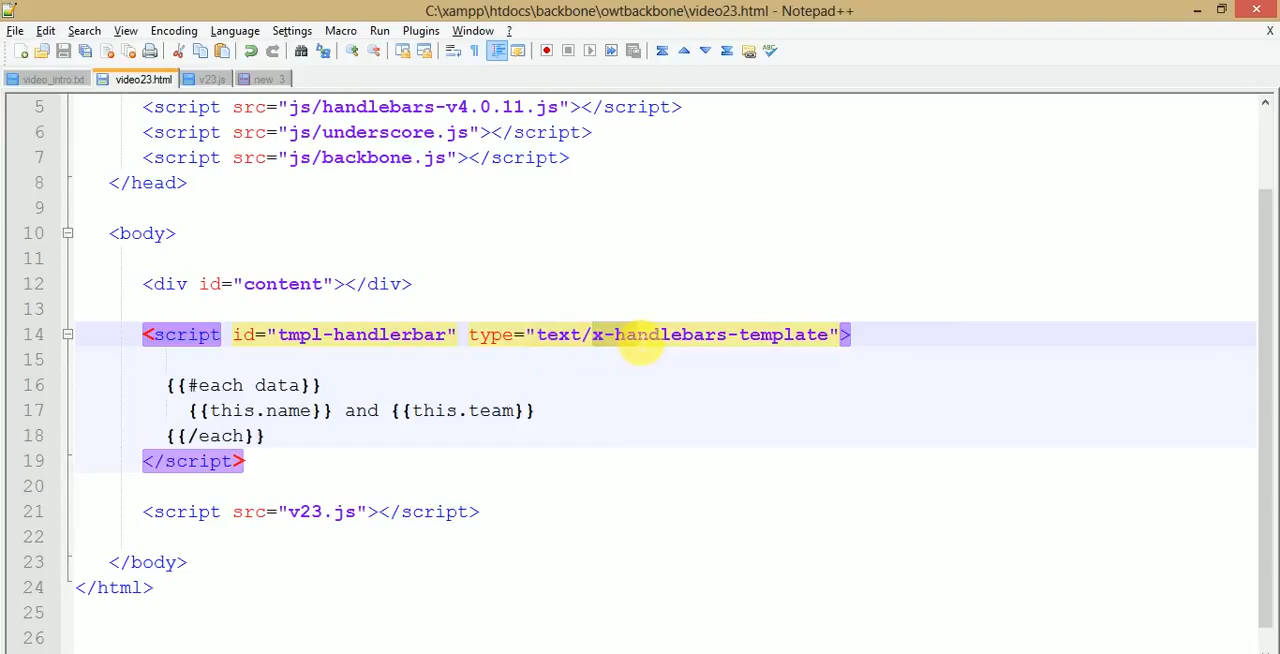 C:\xampp\htdocs\backbone\owtbackbone\video23.html - Notepad++
File Edit Search View Encoding Language Settings Macro Run Plugins Window ? X
video_intro.txt video23.html v23.js new 3
5 <script src="js/handlebars-v4.0.11.js"></script>
6 <script src="js/underscore.js"></script>
7 <script src="js/backbone.js"></script>
8 </head>
9
10 <body>
11
12 <div id="content"></div>
13
14 <script id="tmpl-handlerbar" type="text/x-handlebars-template">
15
16 {{#each data}}
17 {{this.name}} and {{this.team}}
18 {{/each}}
19 </script>
20
21 <script src="v23.js"></script>
22
23 </body>
24 </html>
25
26